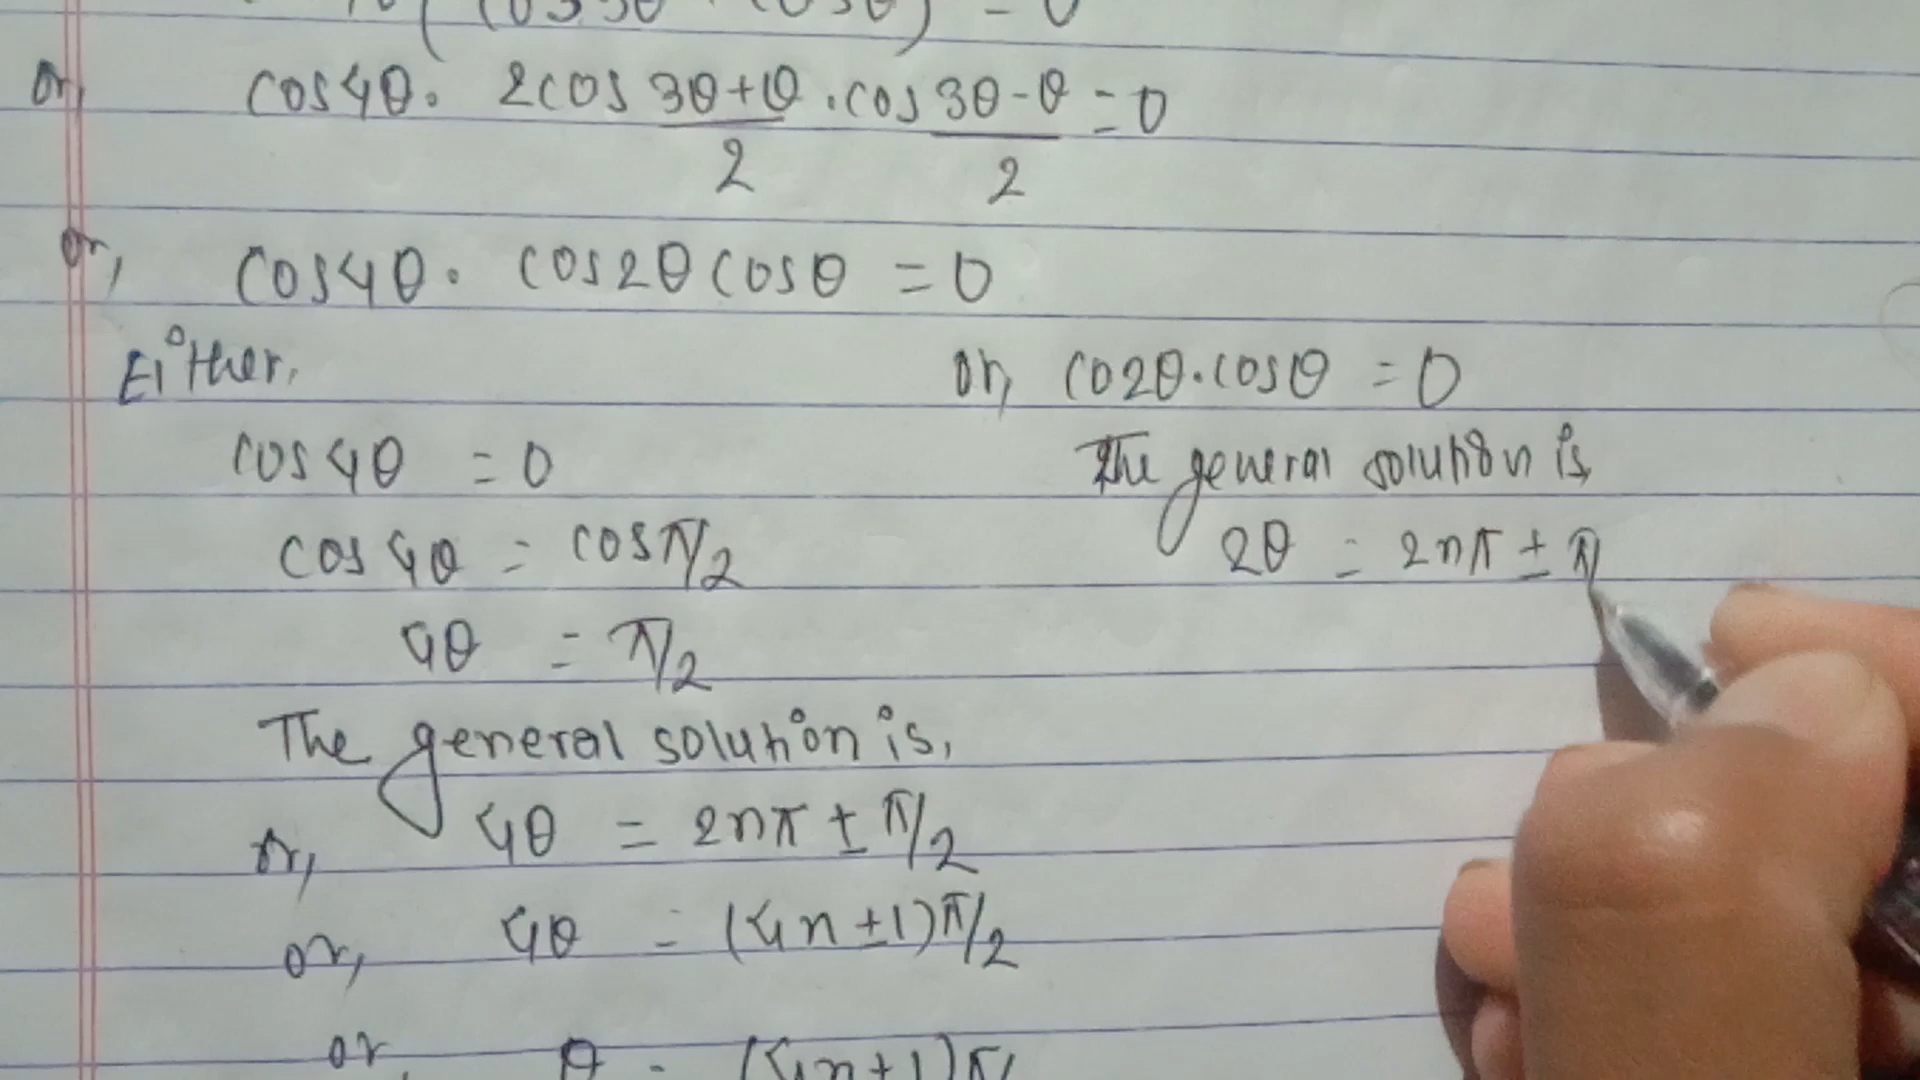 or, cos4θ. 2cos 3θ+θ/2 . cos 3θ-θ/2 = 0
or, cos4θ. cos2θ cosθ = 0
Either,
cos4θ = 0
cos4θ = cosπ/2
4θ = π/2
The general solution is,
or, 4θ = 2nπ ± π/2
or, 4θ = (4n±1)π/2
or, co2θ.cosθ = 0
The general solution is
2θ = 2nπ ± π